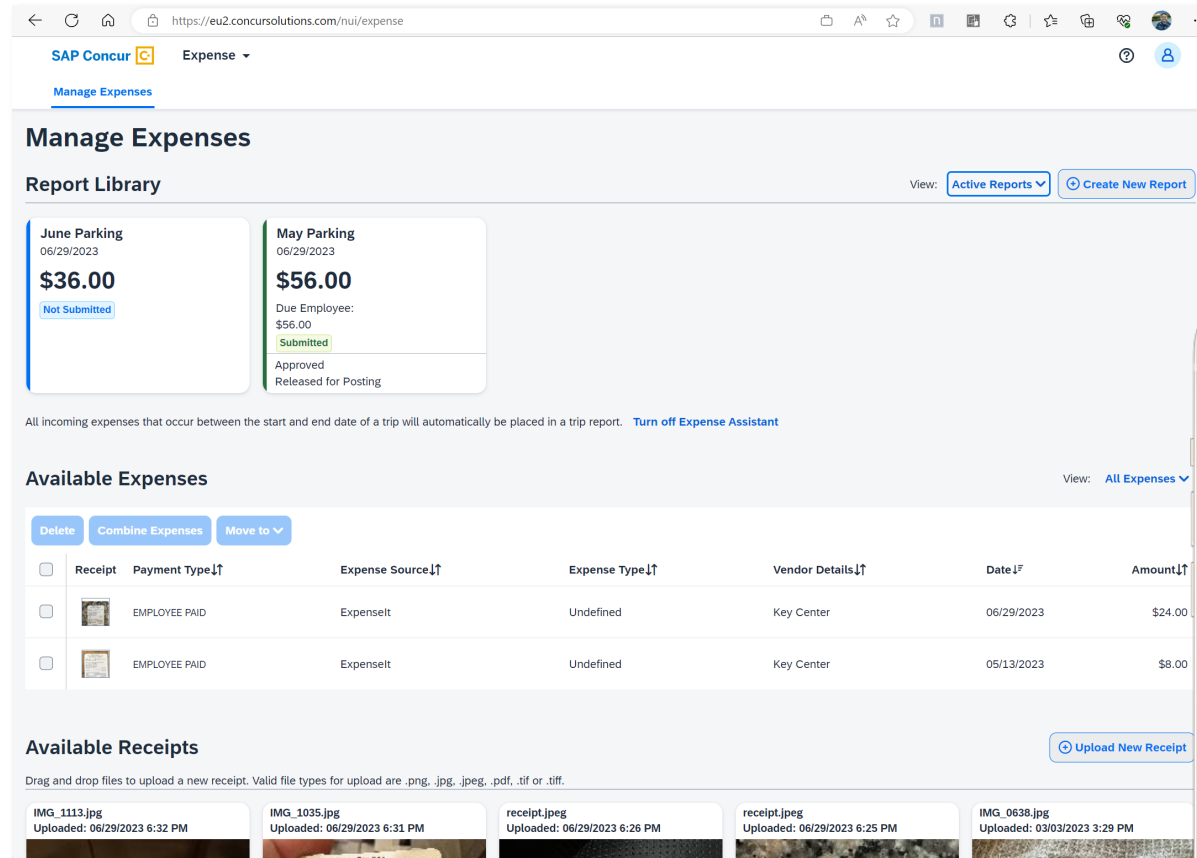 https://eu2.concursolutions.com/nui/expense
SAP Concur C
Expense
Manage Expenses
Manage Expenses
Report Library
View: Active Reports Create New Report
June Parking
06/29/2023
$36.00
Not Submitted
May Parking
06/29/2023
$56.00
Due Employee:
$56.00
Submitted
Approved
Released for Posting
All incoming expenses that occur between the start and end date of a trip will automatically be placed in a trip report. Turn off Expense Assistant
Available Expenses
View: All Expenses
Delete Combine Expenses Move to
Receipt Payment Type Expense Source Expense Type Vendor Details Date Amount
EMPLOYEE PAID ExpenseIt Undefined Key Center 06/29/2023 $24.00
EMPLOYEE PAID ExpenseIt Undefined Key Center 05/13/2023 $8.00
Available Receipts
Upload New Receipt
Drag and drop files to upload a new receipt. Valid file types for upload are .png, .jpg, .jpeg, .pdf, .tif or .tiff.
IMG_1113.jpg
Uploaded: 06/29/2023 6:32 PM
IMG_1035.jpg
Uploaded: 06/29/2023 6:31 PM
receipt.jpeg
Uploaded: 06/29/2023 6:26 PM
receipt.jpeg
Uploaded: 06/29/2023 6:25 PM
IMG_0638.jpg
Uploaded: 03/03/2023 3:29 PM